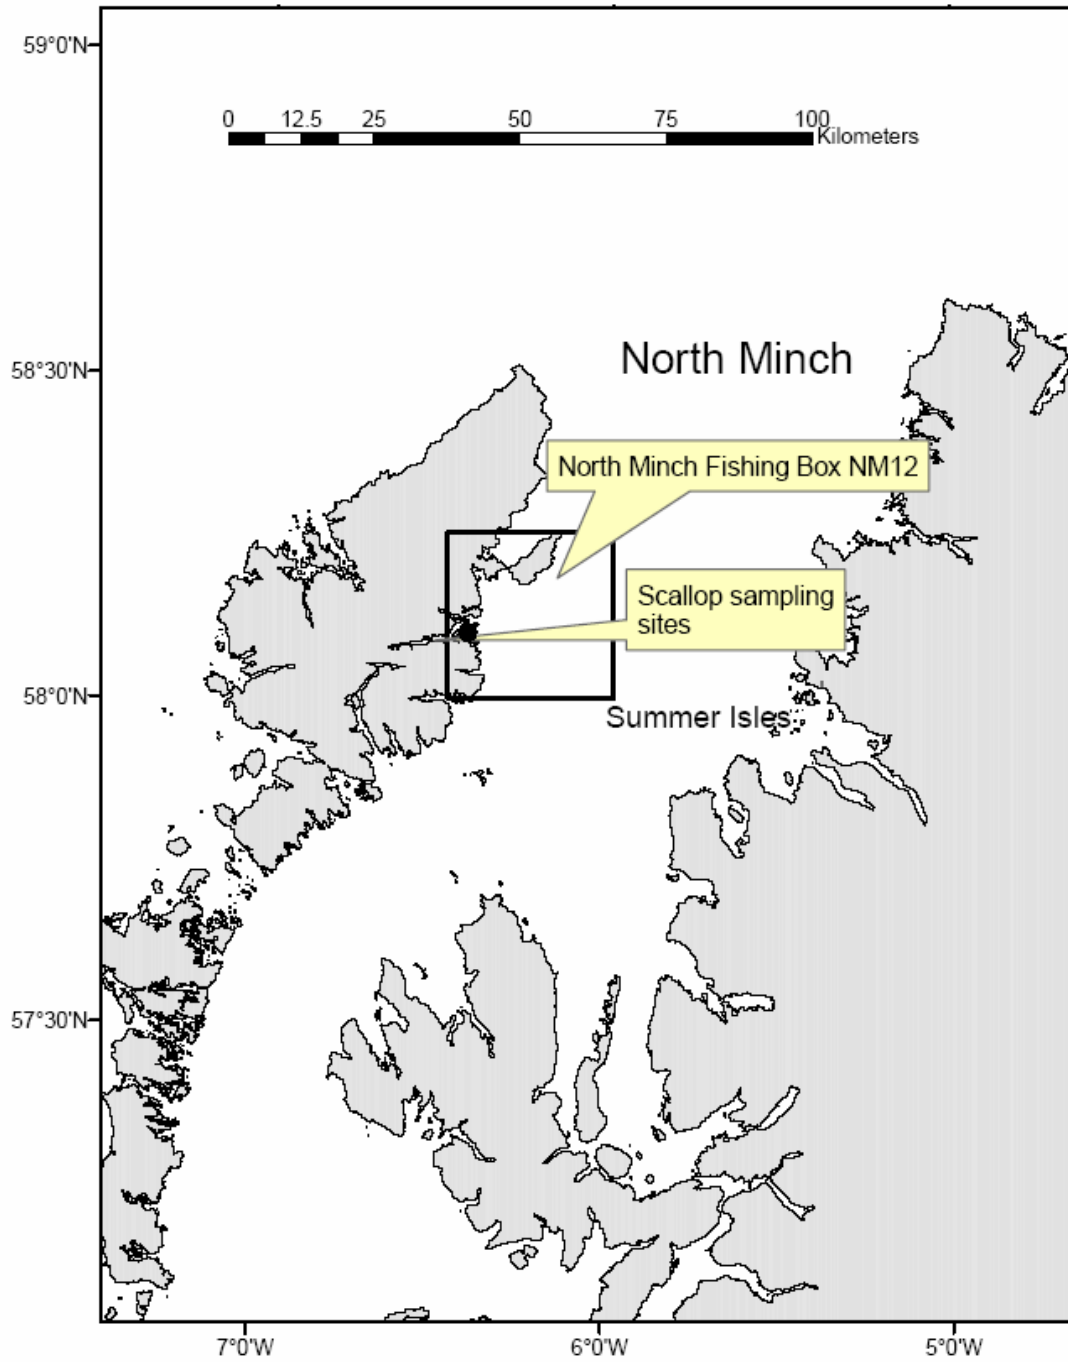 59°0'N
0 12.5 25 50 75 100
Kilometers
58°30'N
North Minch
North Minch Fishing Box NM12
Scallop sampling
sites
58°0'N
Summer Isles
57°30'N
7°0'W 6°0'W 5°0'W